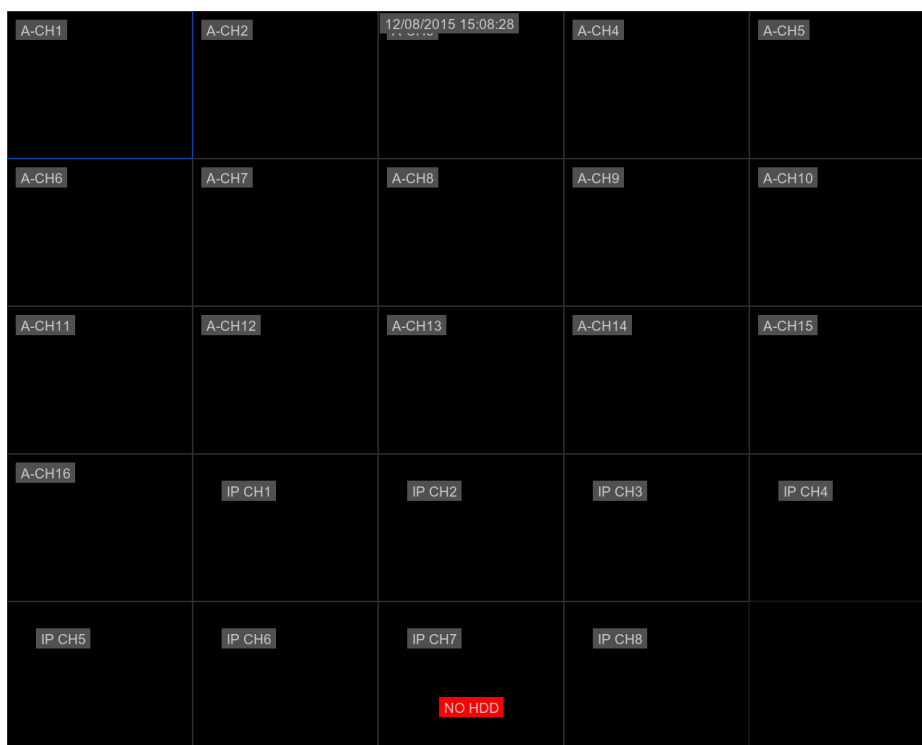 A-CH1
A-CH2
12/08/2015 15:08:28
A-CH4
A-CH5
A-CH6
A-CH7
A-CH8
A-CH9
A-CH10
A-CH11
A-CH12
A-CH13
A-CH14
A-CH15
A-CH16
IP CH1
IP CH2
IP CH3
IP CH4
IP CH5
IP CH6
IP CH7
IP CH8
NO HDD